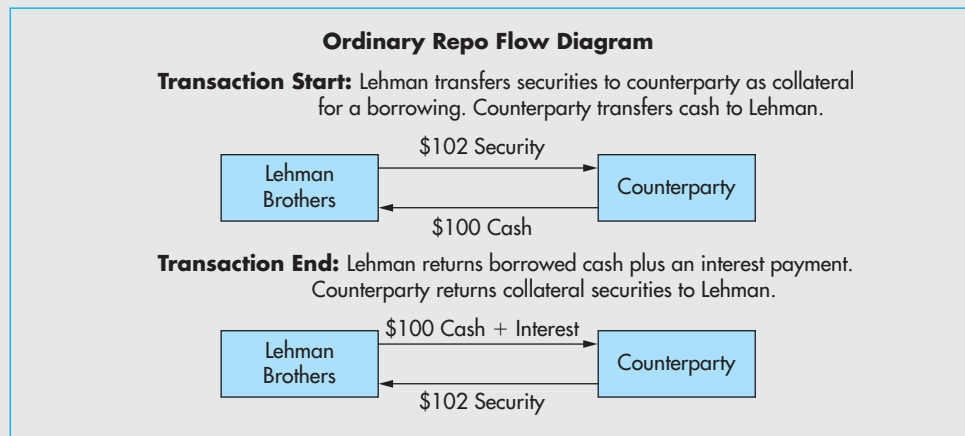 Ordinary Repo Flow Diagram
Transaction Start: Lehman transfers securities to counterparty as collateral
for a borrowing. Counterparty transfers cash to Lehman.
$102 Security
Lehman
Brothers
Counterparty
$100 Cash
Transaction End: Lehman returns borrowed cash plus an interest payment.
Counterparty returns collateral securities to Lehman.
$100 Cash + Interest
Lehman
Brothers
Counterparty
$102 Security